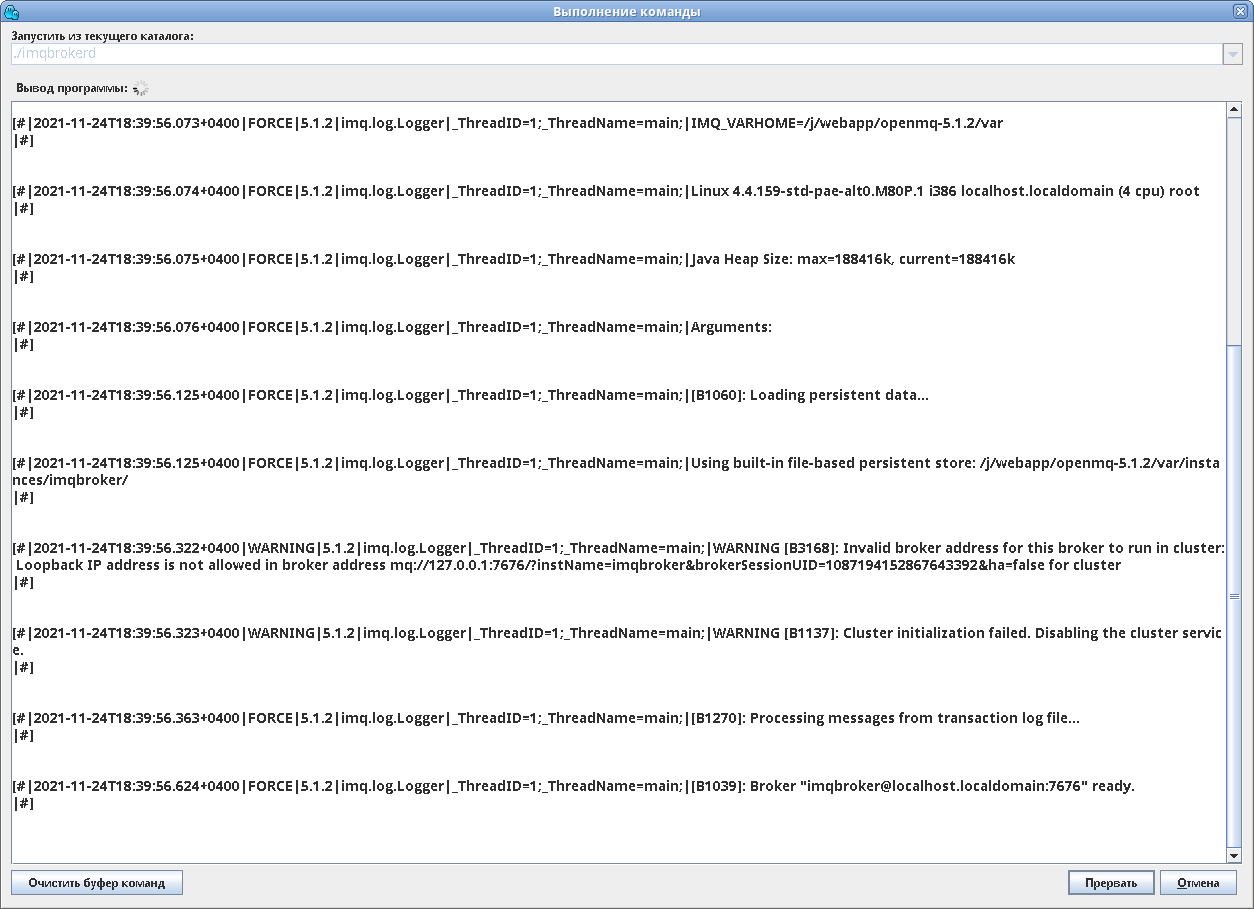 Выполнение команды
Запустить из текущего каталога:
./imqbrokerd
Вывод программы:
[#|2021-11-24T18:39:56.073+0400|FORCE|5.1.2|imq.log.Logger|_ThreadID=1;_ThreadName=main;|IMQ_VARHOME=/j/webapp/openmq-5.1.2/var
|#]
[#|2021-11-24T18:39:56.074+0400|FORCE|5.1.2|imq.log.Logger|_ThreadID=1;_ThreadName=main;|Linux 4.4.159-std-pae-alt0.M80P.1 i386 localhost.localdomain (4 cpu) root
|#]
[#|2021-11-24T18:39:56.075+0400|FORCE|5.1.2|imq.log.Logger|_ThreadID=1;_ThreadName=main;|Java Heap Size: max=188416k, current=188416k
|#]
[#|2021-11-24T18:39:56.076+0400|FORCE|5.1.2|imq.log.Logger|_ThreadID=1;_ThreadName=main;|Arguments:
|#]
[#|2021-11-24T18:39:56.125+0400|FORCE|5.1.2|imq.log.Logger|_ThreadID=1;_ThreadName=main;|[B1060]: Loading persistent data...
|#]
[#|2021-11-24T18:39:56.125+0400|FORCE|5.1.2|imq.log.Logger|_ThreadID=1;_ThreadName=main;|Using built-in file-based persistent store: /j/webapp/openmq-5.1.2/var/insta
nces/imqbroker/
|#]
[#|2021-11-24T18:39:56.322+0400|WARNING|5.1.2|imq.log.Logger|_ThreadID=1;_ThreadName=main;|WARNING [B3168]: Invalid broker address for this broker to run in cluster:
Loopback IP address is not allowed in broker address mq://127.0.0.1:7676/?instName=imqbroker&brokerSessionUID=1087194152867643392&ha=false for cluster
|#]
[#|2021-11-24T18:39:56.323+0400|WARNING|5.1.2|imq.log.Logger|_ThreadID=1;_ThreadName=main;|WARNING [B1137]: Cluster initialization failed. Disabling the cluster servic
e.
|#]
[#|2021-11-24T18:39:56.363+0400|FORCE|5.1.2|imq.log.Logger|_ThreadID=1;_ThreadName=main;|[B1270]: Processing messages from transaction log file...
|#]
[#|2021-11-24T18:39:56.624+0400|FORCE|5.1.2|imq.log.Logger|_ThreadID=1;_ThreadName=main;|[B1039]: Broker "imqbroker@localhost.localdomain:7676" ready.
|#]
Очистить буфер команд
Прервать
Отмена